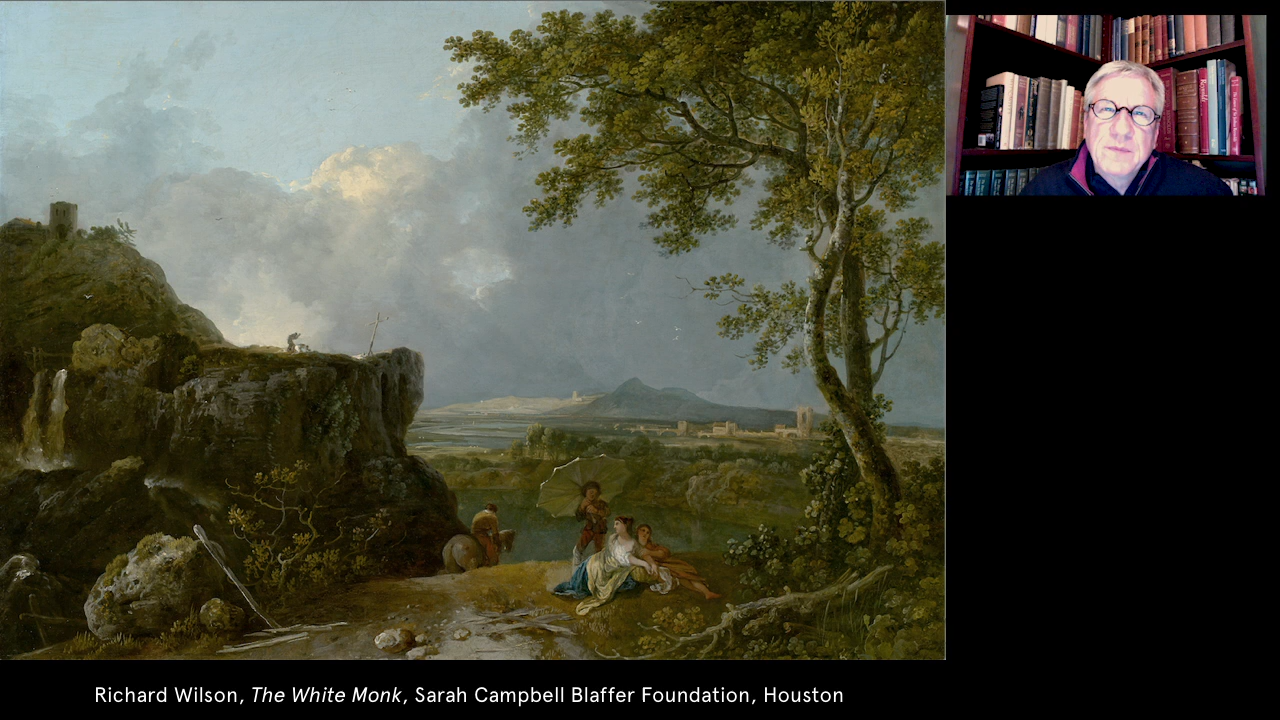 Richard Wilson, The White Monk, Sarah Campbell Blaffer Foundation, Houston